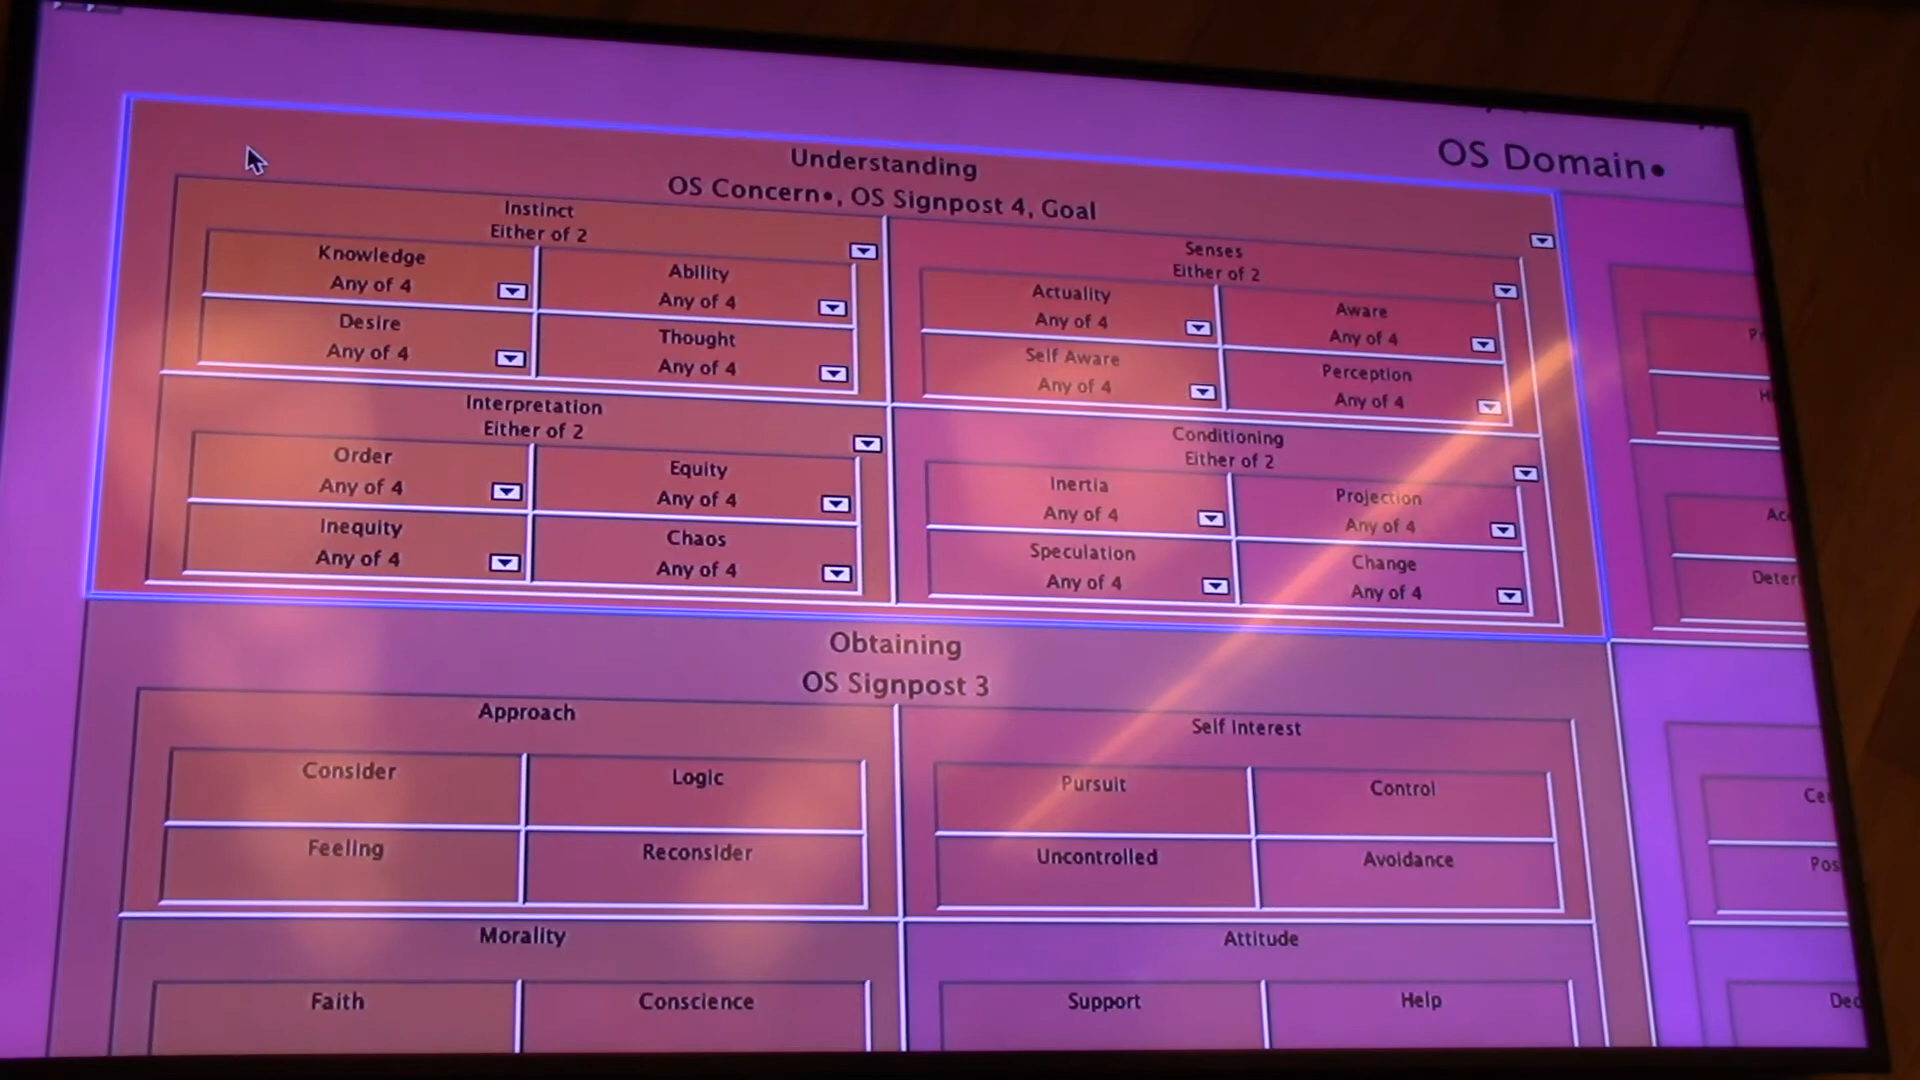 OS Domain•
Understanding
OS Concern•, OS Signpost 4, Goal
Instinct
Either of 2
Knowledge
Any of 4
Ability
Any of 4
Desire
Any of 4
Thought
Any of 4
Senses
Either of 2
Actuality
Any of 4
Aware
Any of 4
Self Aware
Any of 4
Perception
Any of 4
Interpretation
Either of 2
Order
Any of 4
Equity
Any of 4
Inequity
Any of 4
Chaos
Any of 4
Conditioning
Either of 2
Inertia
Any of 4
Projection
Any of 4
Speculation
Any of 4
Change
Any of 4
Obtaining
OS Signpost 3
Approach
Consider
Logic
Feeling
Reconsider
Self Interest
Pursuit
Control
Uncontrolled
Avoidance
Morality
Faith
Conscience
Attitude
Support
Help